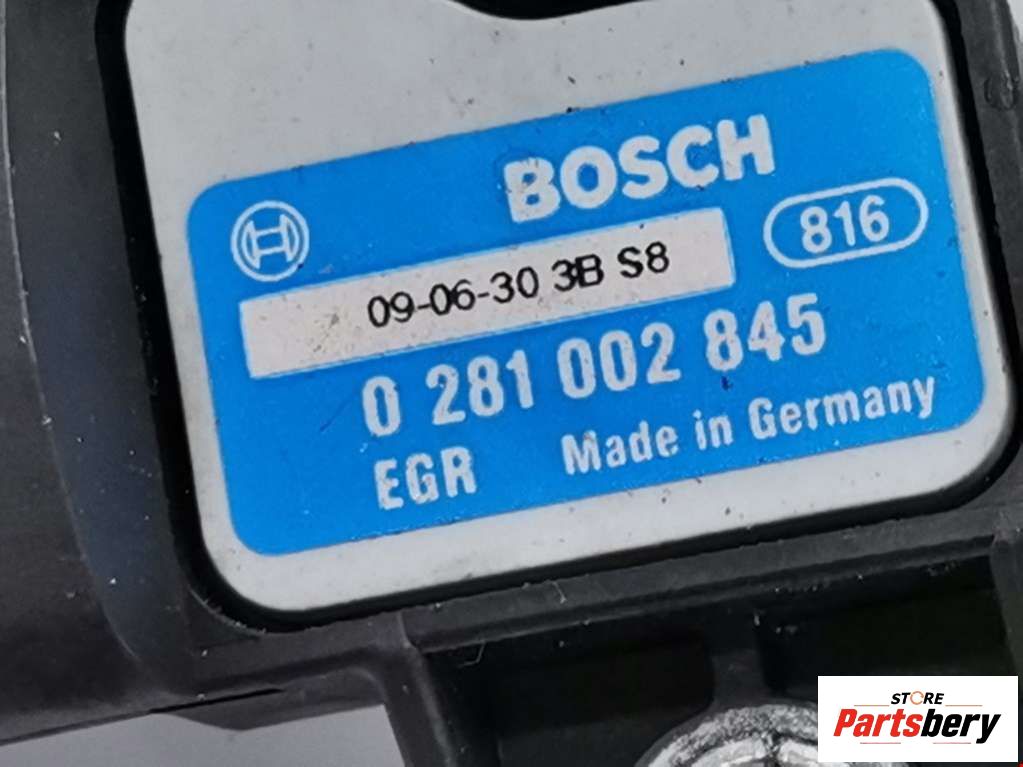 BOSCH
816
09-06-30 3B S8
0 281 002 845
EGR Made in Germany
STORE
Partsbery